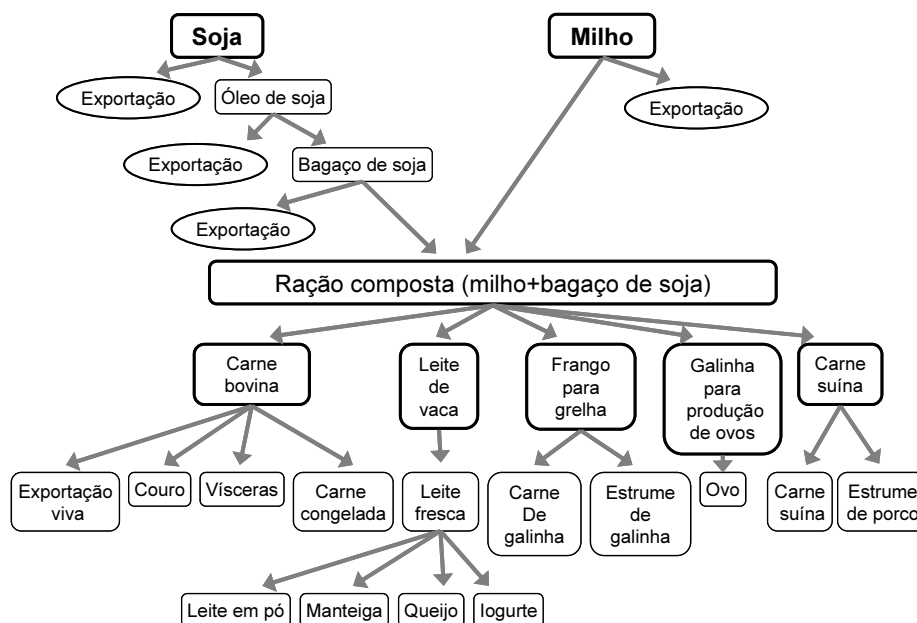 Soja
Milho
Exportação
Óleo de soja
Exportação
Exportação
Bagaço de soja
Exportação
Ração composta (milho+bagaço de soja)
Carne
bovina
Leite
de
vaca
Frango
para
grelha
Galinha
para
produção
de ovos
Carne
suína
Exportação
viva
Couro
Vísceras
Carne
congelada
Leite
fresca
Carne
De
galinha
Estrume
de
galinha
Ovo
Carne
suína
Estrume
de porco
Leite em pó
Manteiga
Queijo
Iogurte